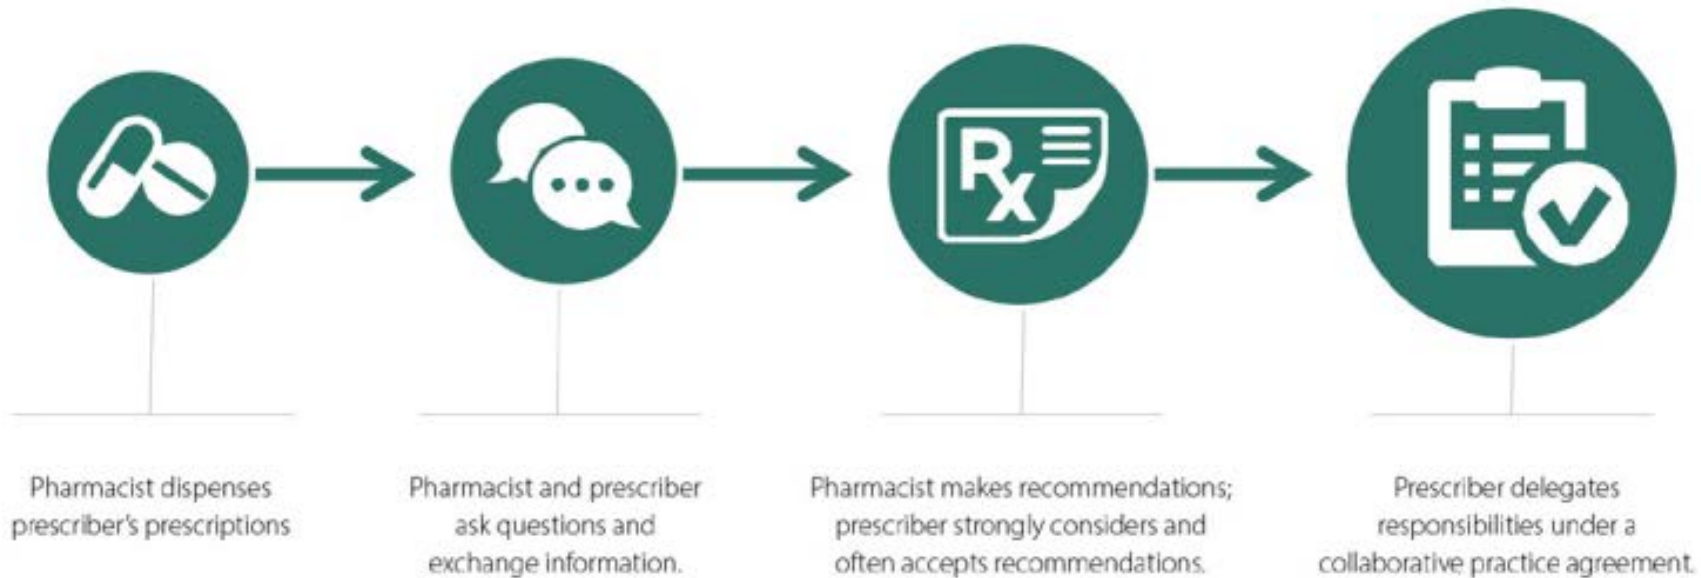 Rx
Pharmacist dispenses
prescriber's prescriptions
Pharmacist and prescriber
ask questions and
exchange information.
Pharmacist makes recommendations;
prescriber strongly considers and
often accepts recommendations.
Prescriber delegates
responsibilities under a
collaborative practice agreement.